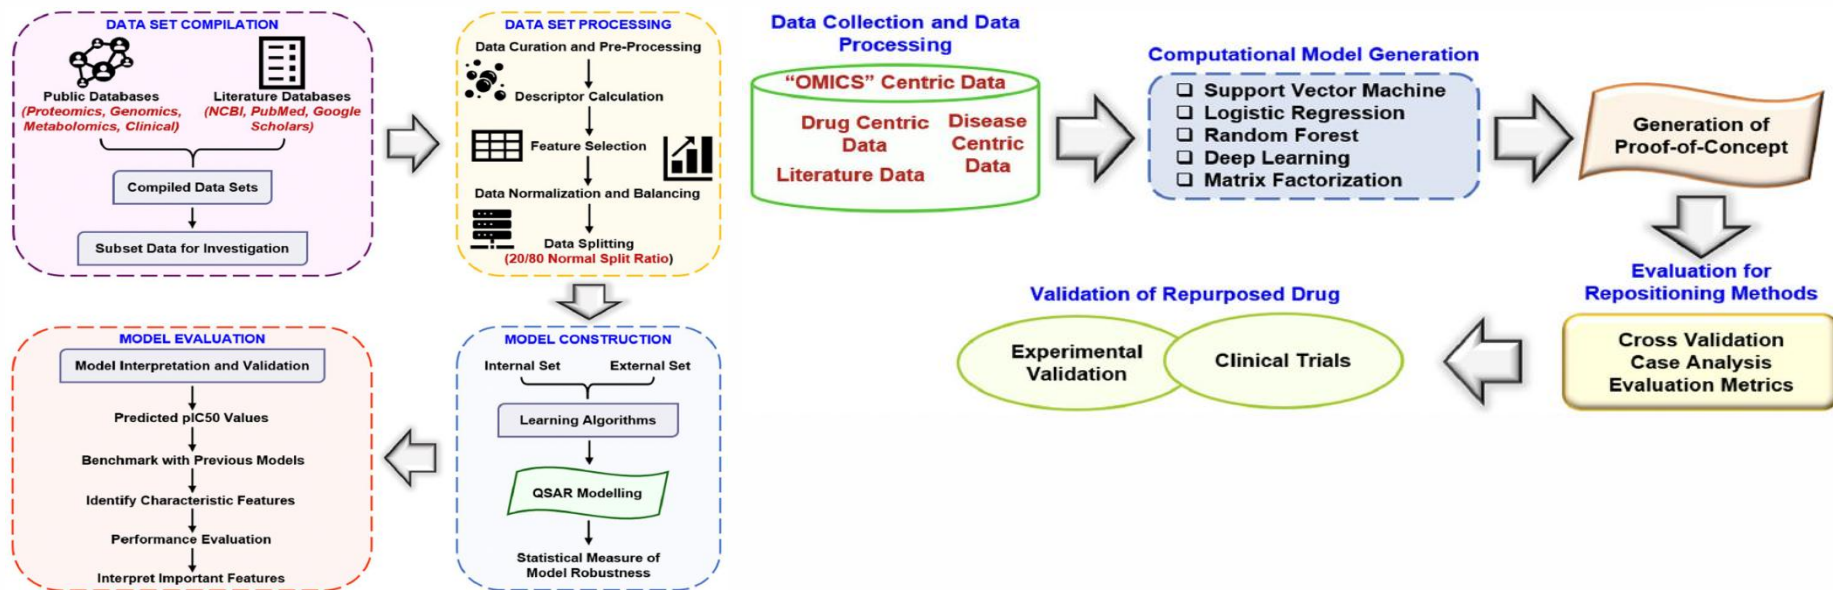 DATA SET COMPILATION
Public Databases
(Proteomics, Genomics,
Metabolomics, Clinical)
Literature Databases
(NCBI, PubMed, Google
Scholars)
Compiled Data Sets
Subset Data for Investigation
DATA SET PROCESSING
Data Curation and Pre-Processing
Descriptor Calculation
Feature Selection
Data Normalization and Balancing
Data Splitting
(20/80 Normal Split Ratio)
MODEL CONSTRUCTION
Internal Set
External Set
Learning Algorithms
QSAR Modelling
Statistical Measure of
Model Robustness
MODEL EVALUATION
Model Interpretation and Validation
Predicted pIC50 Values
Benchmark with Previous Models
Identify Characteristic Features
Performance Evaluation
Interpret Important Features
Data Collection and Data
Processing
“OMICS” Centric Data
Drug Centric
Data
Disease
Centric
Data
Literature Data
Computational Model Generation
Support Vector Machine
Logistic Regression
Random Forest
Deep Learning
Matrix Factorization
Generation of
Proof-of-Concept
Evaluation for
Repositioning Methods
Cross Validation
Case Analysis
Evaluation Metrics
Validation of Repurposed Drug
Experimental
Validation
Clinical Trials